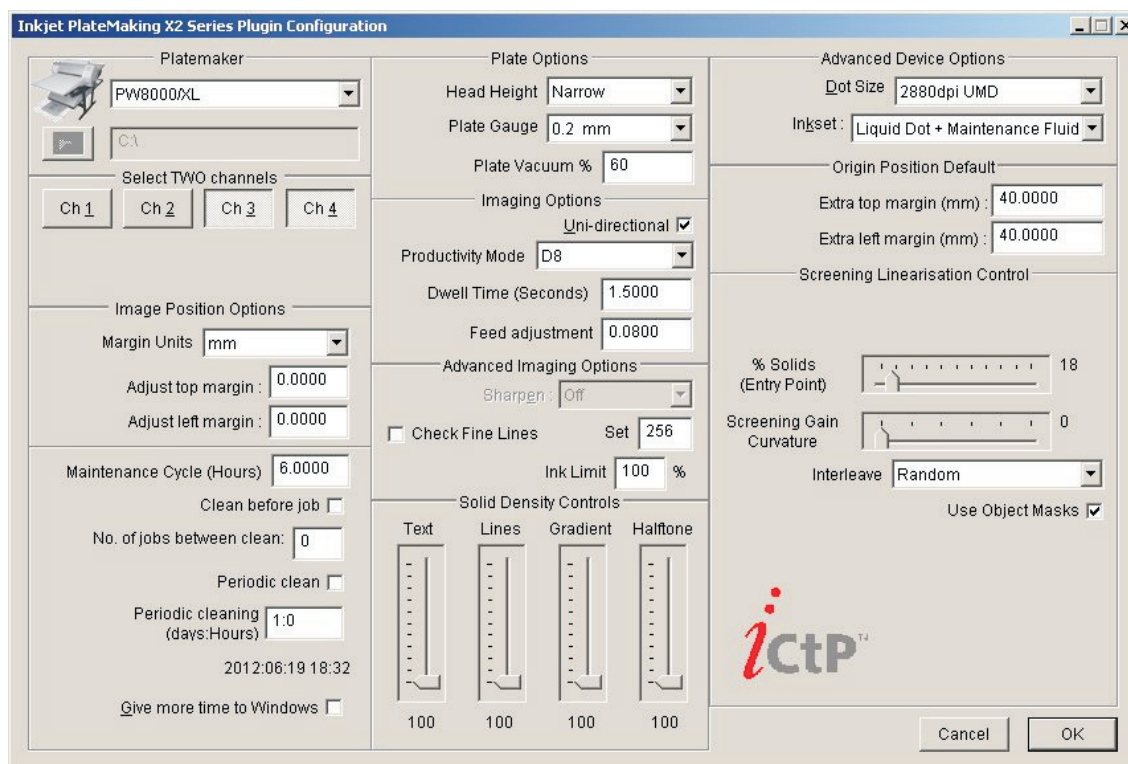 Inkjet PlateMaking X2 Series Plugin Configuration
Platemaker
PW8000/XL
C:\
Select TWO channels
Ch 1
Ch 2
Ch 3
Ch 4
Image Position Options
Margin Units mm
Adjust top margin : 0.0000
Adjust left margin : 0.0000
Maintenance Cycle (Hours) 6.0000
Clean before job
No. of jobs between clean: 0
Periodic clean
Periodic cleaning
(days:Hours) 1:0
2012:06:19 18:32
Give more time to Windows
Plate Options
Head Height Narrow
Plate Gauge 0.2 mm
Plate Vacuum % 60
Imaging Options
Uni-directional
Productivity Mode D8
Dwell Time (Seconds) 1.5000
Feed adjustment 0.0800
Advanced Imaging Options
Sharpen : Off
Check Fine Lines Set 256
Ink Limit 100 %
Solid Density Controls
Text Lines Gradient Halftone
100 100 100 100
Advanced Device Options
Dot Size 2880dpi UMD
Inkset : Liquid Dot + Maintenance Fluid
Origin Position Default
Extra top margin (mm) : 40.0000
Extra left margin (mm) : 40.0000
Screening Linearisation Control
% Solids
(Entry Point) 18
Screening Gain
Curvature 0
Interleave Random
Use Object Masks
iCtP
Cancel
OK